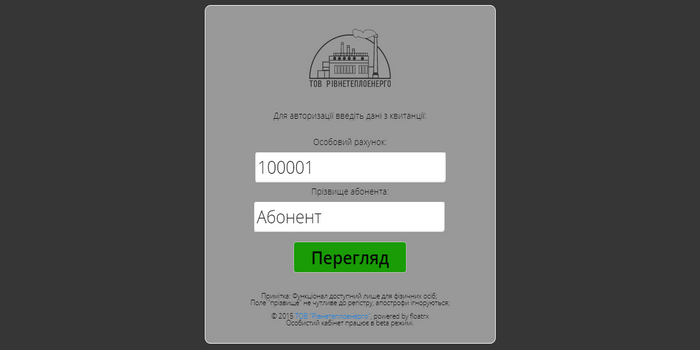 ТОВ РІВНЕТЕПЛОЕНЕРГО
Для авторизації введіть дані з квитанції:
Особовий рахунок:
100001
Прізвище абонента:
Абонент
Перегляд
Примітка: Функціонал доступний лише для фізичних осіб;
Поле "прізвище" не чутливе до регістру, апострофи ігноруються;
© 2015 ТОВ "Рівнетеплоенерго", powered by floatrx
Особистий кабінет працює в beta режимі.